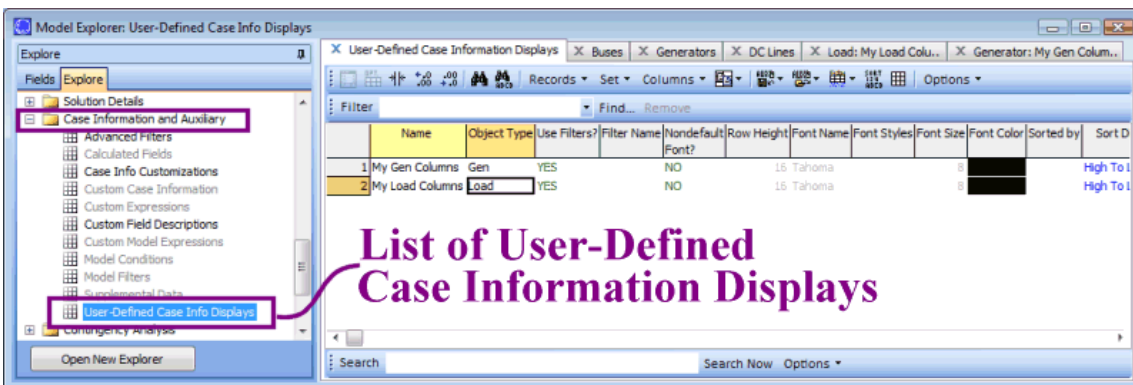 Model Explorer: User-Defined Case Info Displays
Explore
Fields Explore
Solution Details
Case Information and Auxiliary
Advanced Filters
Calculated Fields
Case Info Customizations
Custom Case Information
Custom Expressions
Custom Field Descriptions
Custom Model Expressions
Model Conditions
Model Filters
Supplemental Data
User-Defined Case Info Displays
Contingency Analysis
Open New Explorer
X User-Defined Case Information Displays X Buses X Generators X DC Lines X Load: My Load Colu.. X Generator: My Gen Colum..
Records Set Columns Options
Filter Find... Remove
Name Object Type Use Filters? Filter Name Nondefault Font? Row Height Font Name Font Styles Font Size Font Color Sorted by Sort D
1 My Gen Columns Gen YES NO 16 Tahoma 8 High To L
2 My Load Columns Load YES NO 16 Tahoma 8 High To L
List of User-Defined
Case Information Displays
Search Search Now Options